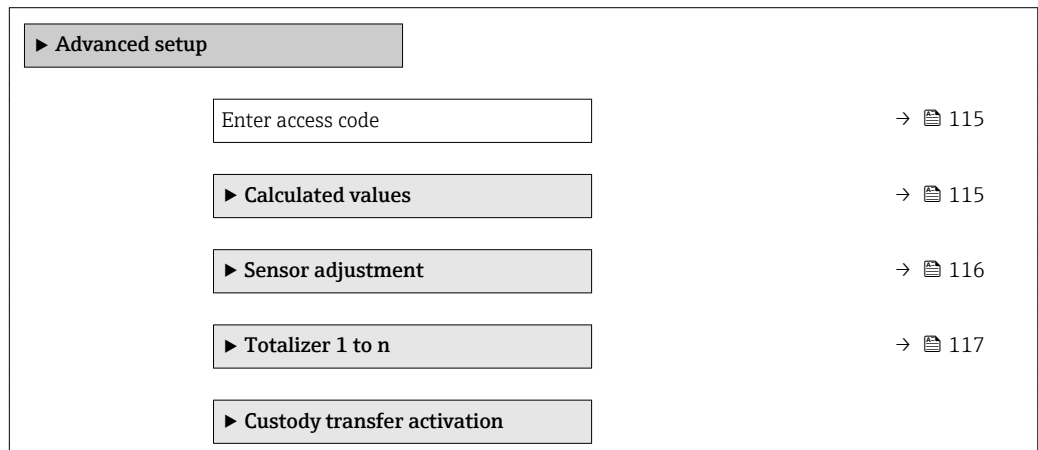 ▶ Advanced setup
Enter access code → 115
▶ Calculated values → 115
▶ Sensor adjustment → 116
▶ Totalizer 1 to n → 117
▶ Custody transfer activation